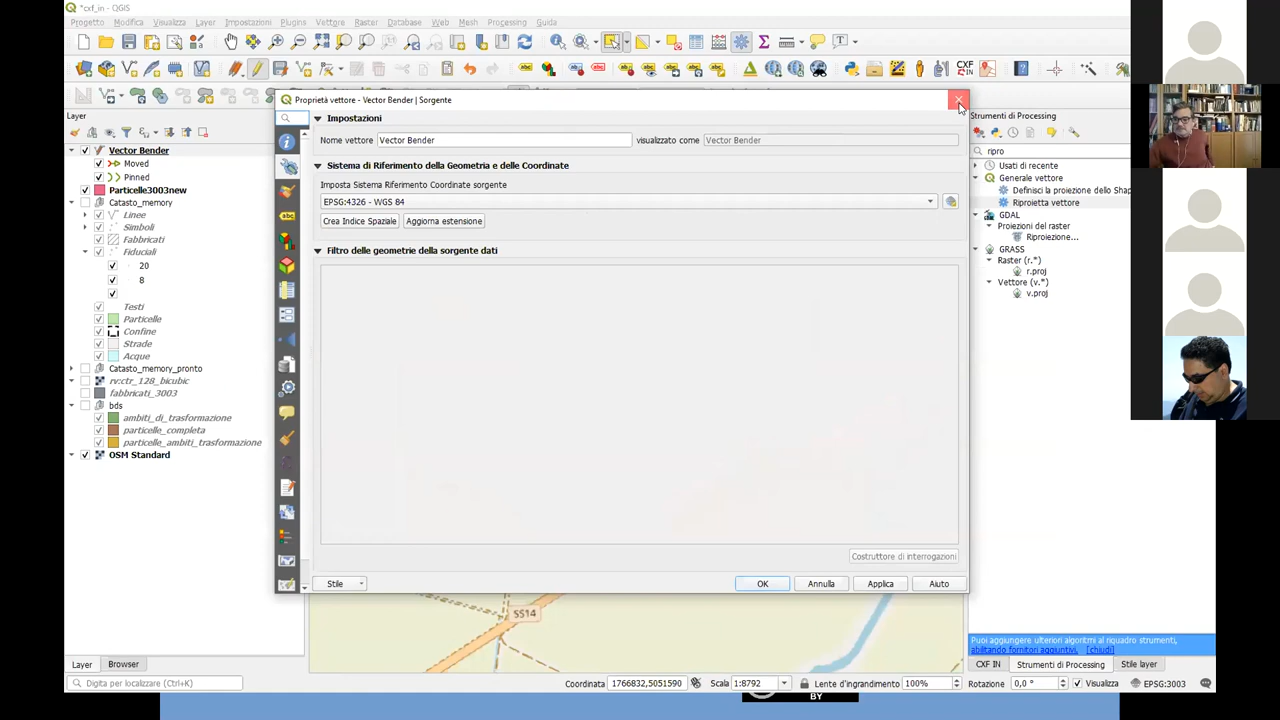 *cxf_in — QGIS
Progetto Modifica Visualizza Layer Impostazioni Plugins Vettore Raster Database Web Mesh Processing Guida
CXF IN
Layer
Vector Bender
Moved
Pinned
Particelle3003new
Catasto_memory
Linee
Simboli
Fabbricati
Fiduciali
20
8
Testi
Particelle
Confine
Strade
Acque
Catasto_memory_pronto
rv:ctr_128_bicubic
fabbricati_3003
bds
ambiti_di_trasformazione
particelle_completa
particelle_ambiti_trasformazione
OSM Standard
Layer Browser
Proprietà vettore - Vector Bender | Sorgente
Impostazioni
Nome vettore Vector Bender visualizzato come Vector Bender
Sistema di Riferimento della Geometria e delle Coordinate
Imposta Sistema Riferimento Coordinate sorgente
EPSG:4326 - WGS 84
Crea Indice Spaziale Aggiorna estensione
Filtro delle geometrie della sorgente dati
Costruttore di interrogazioni
Stile OK Annulla Applica Aiuto
SS14
Strumenti di Processing
ripro
Usati di recente
Generale vettore
Definisci la proiezione dello Shap
Riproietta vettore
GDAL
Proiezioni del raster
Riproiezione...
GRASS
Raster (r.*)
r.proj
Vettore (v.*)
v.proj
Puoi aggiungere ulteriori algoritmi al riquadro strumenti,
abilitando fornitori aggiuntivi. [chiudi]
CXF IN Strumenti di Processing Stile layer
Digita per localizzare (Ctrl+K) Coordinata 1766832,5051590 Scala 1:8792 Lente d'ingrandimento 100% Rotazione 0,0 ° Visualizza EPSG:3003
BY